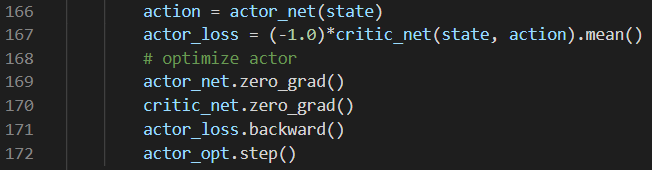 166 action = actor_net(state)
167 actor_loss = (-1.0)*critic_net(state, action).mean()
168 # optimize actor
169 actor_net.zero_grad()
170 critic_net.zero_grad()
171 actor_loss.backward()
172 actor_opt.step()